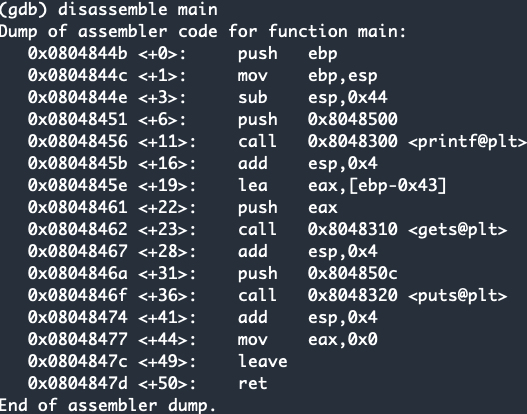 (gdb) disassemble main
Dump of assembler code for function main:
   0x0804844b <+0>:     push   ebp
   0x0804844c <+1>:     mov    ebp,esp
   0x0804844e <+3>:     sub    esp,0x44
   0x08048451 <+6>:     push   0x8048500
   0x08048456 <+11>:    call   0x8048300 <printf@plt>
   0x0804845b <+16>:    add    esp,0x4
   0x0804845e <+19>:    lea    eax,[ebp-0x43]
   0x08048461 <+22>:    push   eax
   0x08048462 <+23>:    call   0x8048310 <gets@plt>
   0x08048467 <+28>:    add    esp,0x4
   0x0804846a <+31>:    push   0x804850c
   0x0804846f <+36>:    call   0x8048320 <puts@plt>
   0x08048474 <+41>:    add    esp,0x4
   0x08048477 <+44>:    mov    eax,0x0
   0x0804847c <+49>:    leave
   0x0804847d <+50>:    ret
End of assembler dump.